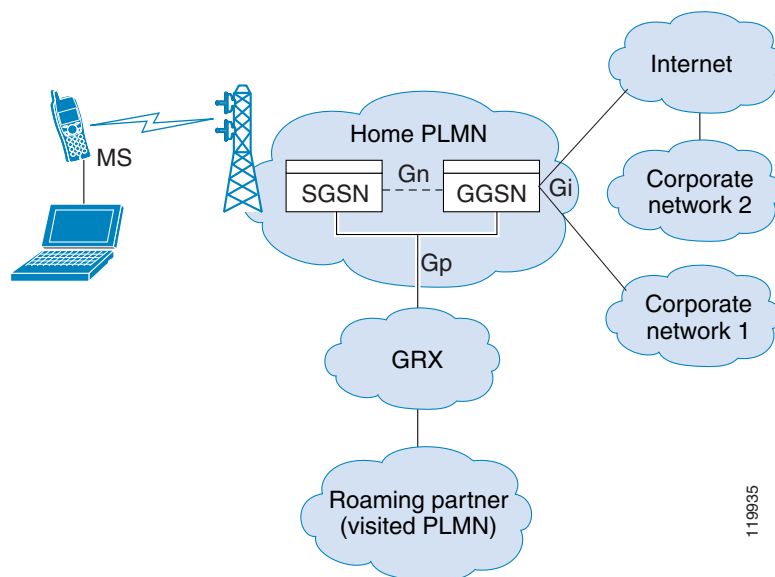 Internet
Home PLMN
MS
Gn
SGSN
GGSN
Gi
Corporate
network 2
Gp
Corporate
network 1
GRX
Roaming partner
(visited PLMN)
119935